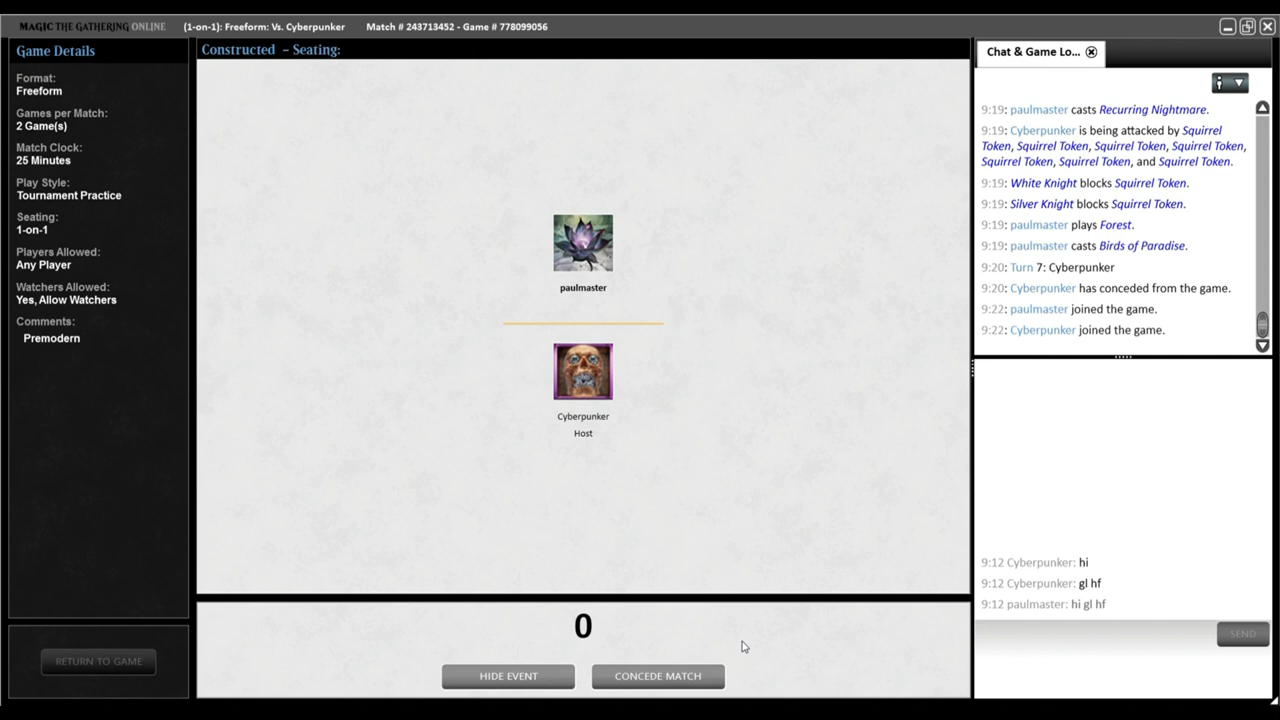 MAGIC THE GATHERING ONLINE (1-on-1): Freeform: Vs. Cyberpunker Match # 243713452 - Game # 778099056
Game Details
Format:
Freeform
Games per Match:
2 Game(s)
Match Clock:
25 Minutes
Play Style:
Tournament Practice
Seating:
1-on-1
Players Allowed:
Any Player
Watchers Allowed:
Yes, Allow Watchers
Comments:
Premodern
RETURN TO GAME
Constructed – Seating:
paulmaster
Cyberpunker
Host
0
HIDE EVENT CONCEDE MATCH
Chat & Game Lo...
9:19: paulmaster casts Recurring Nightmare.
9:19: Cyberpunker is being attacked by Squirrel
Token, Squirrel Token, Squirrel Token, Squirrel Token,
Squirrel Token, Squirrel Token, and Squirrel Token.
9:19: White Knight blocks Squirrel Token.
9:19: Silver Knight blocks Squirrel Token.
9:19: paulmaster plays Forest.
9:19: paulmaster casts Birds of Paradise.
9:20: Turn 7: Cyberpunker
9:20: Cyberpunker has conceded from the game.
9:22: paulmaster joined the game.
9:22: Cyberpunker joined the game.
9:12 Cyberpunker: hi
9:12 Cyberpunker: gl hf
9:12 paulmaster: hi gl hf
SEND